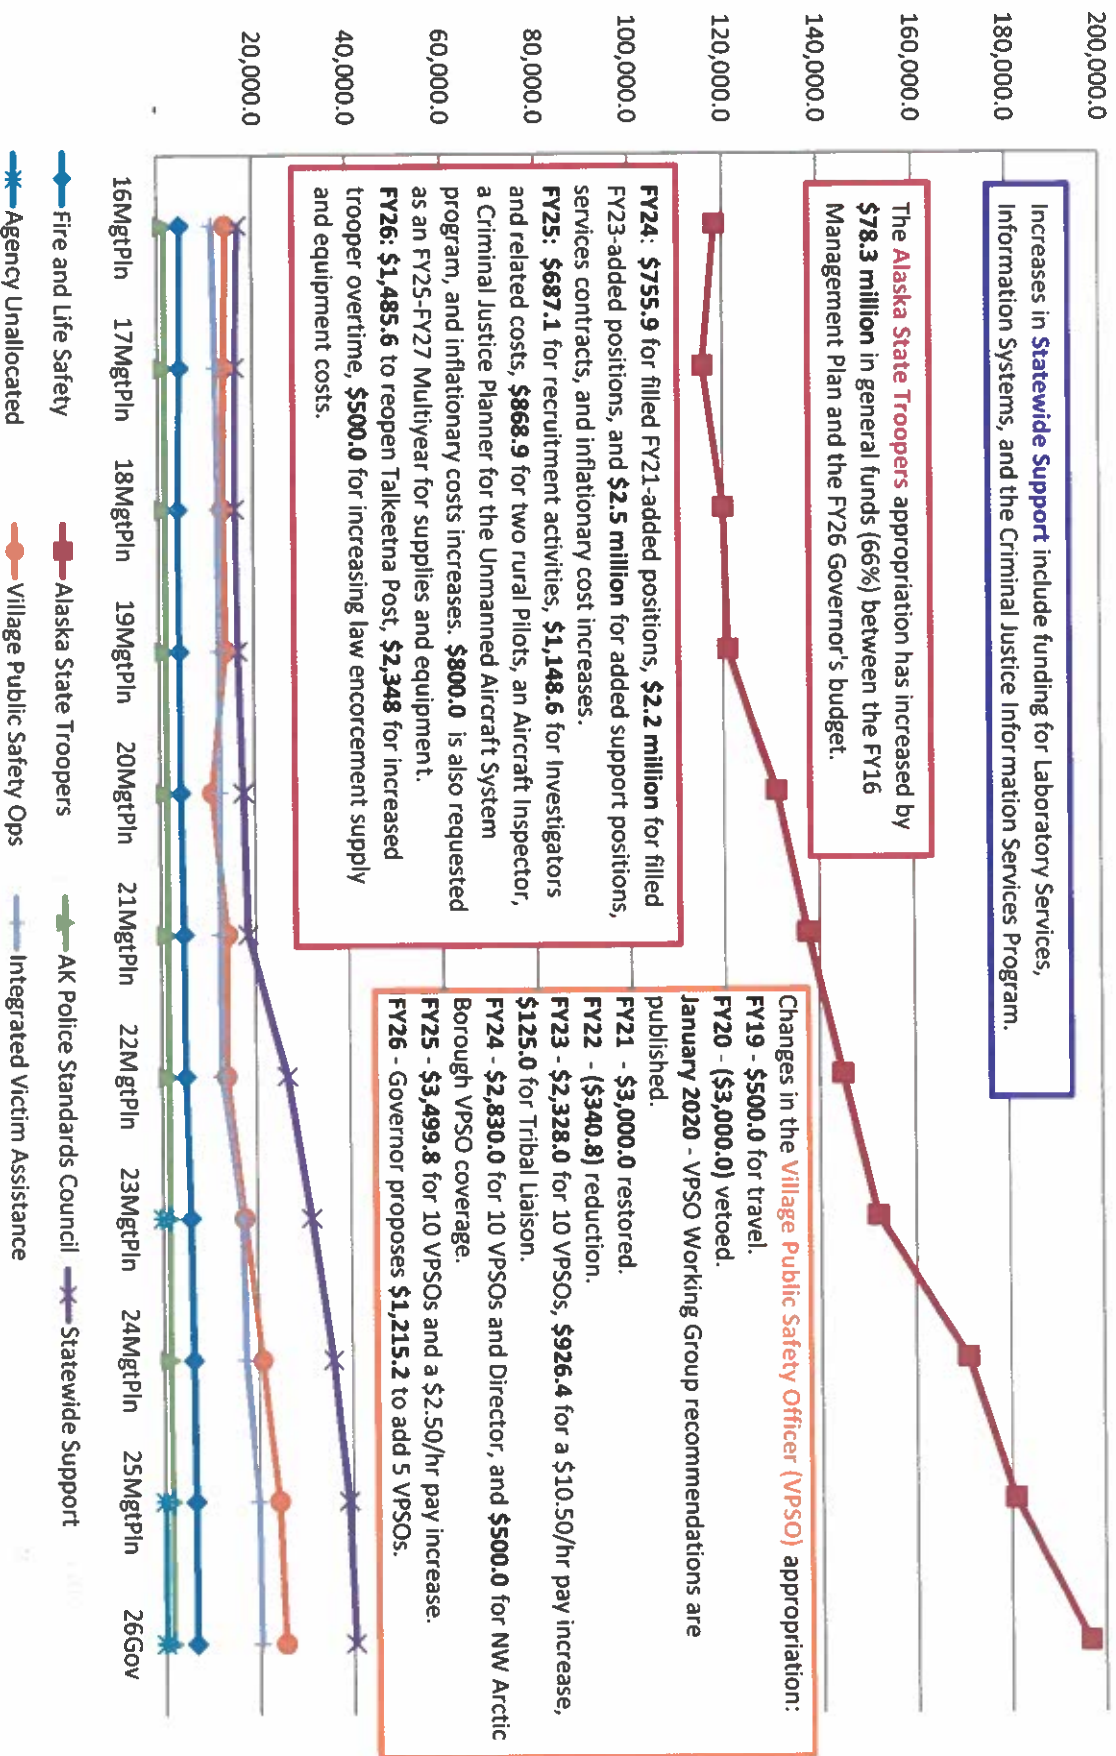 200,000.0
180,000.0
160,000.0
140,000.0
120,000.0
100,000.0
80,000.0
60,000.0
40,000.0
20,000.0
-
Increases in Statewide Support include funding for Laboratory Services,
Information Systems, and the Criminal Justice Information Services Program.
The Alaska State Troopers appropriation has increased by
$78.3 million in general funds (66%) between the FY16
Management Plan and the FY26 Governor's budget.
FY24: $755.9 for filled FY21-added positions, $2.2 million for filled
FY23-added positions, and $2.5 million for added support positions,
services contracts, and inflationary cost increases.
FY25: $687.1 for recruitment activities, $1,148.6 for Investigators
and related costs, $868.9 for two rural Pilots, an Aircraft Inspector,
a Criminal Justice Planner for the Unmanned Aircraft System
program, and inflationary costs increases. $800.0 is also requested
as an FY25-FY27 Multiyear for supplies and equipment.
FY26: $1,485.6 to reopen Talkeetna Post, $2,348 for increased
trooper overtime, $500.0 for increasing law encorcement supply
and equipment costs.
Changes in the Village Public Safety Officer (VPSO) appropriation:
FY19 - $500.0 for travel.
FY20 - ($3,000.0) vetoed.
January 2020 - VPSO Working Group recommendations are
published.
FY21 - $3,000.0 restored.
FY22 - ($340.8) reduction.
FY23 - $2,328.0 for 10 VPSOs, $926.4 for a $10.50/hr pay increase,
$125.0 for Tribal Liaison.
FY24 - $2,830.0 for 10 VPSOs and Director, and $500.0 for NW Arctic
Borough VPSO coverage.
FY25 - $3,499.8 for 10 VPSOs and a $2.50/hr pay increase.
FY26 - Governor proposes $1,215.2 to add 5 VPSOs.
16MgtPln 17MgtPln 18MgtPln 19MgtPln 20MgtPln 21MgtPln 22MgtPln 23MgtPln 24MgtPln 25MgtPln 26Gov
Fire and Life Safety Alaska State Troopers AK Police Standards Council Statewide Support
Agency Unallocated Village Public Safety Ops Integrated Victim Assistance